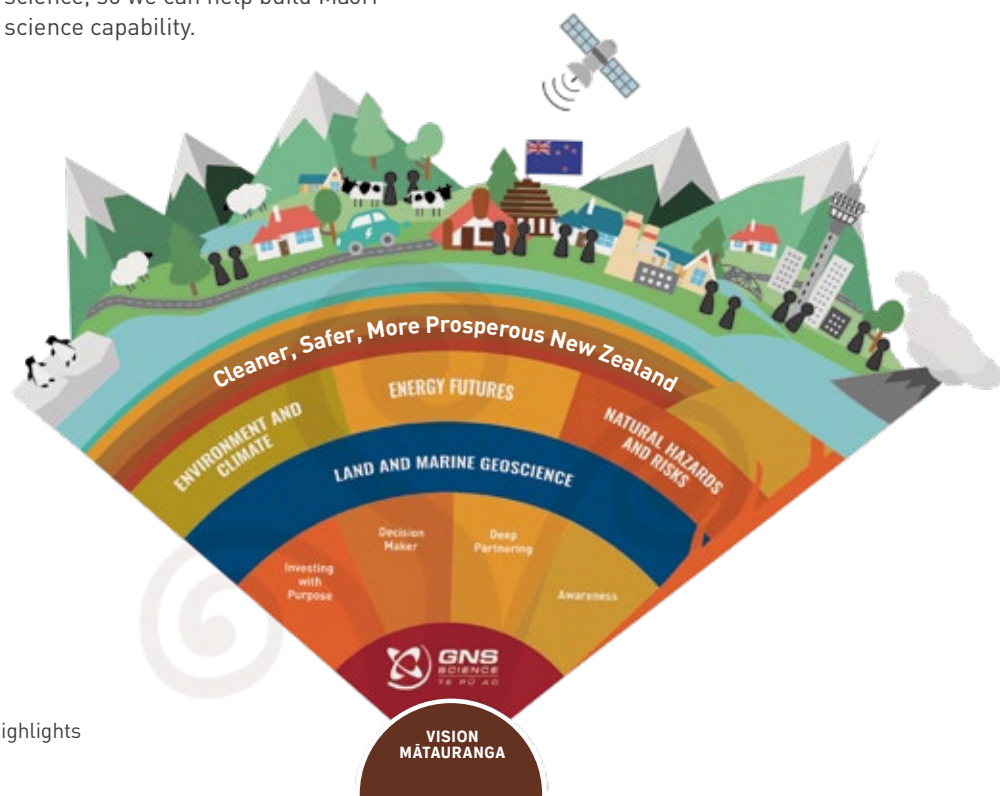 science capability.
Cleaner, Safer, More Prosperous New Zealand
ENVIRONMENT AND
CLIMATE
ENERGY FUTURES
NATURAL HAZARDS
AND RISKS
LAND AND MARINE GEOSCIENCE
Investing
with
Purpose
Decision
Maker
Deep
Partnering
Awareness
GNS
SCIENCE
TE PŪ AO
ighlights
VISION
MĀTAURANGA